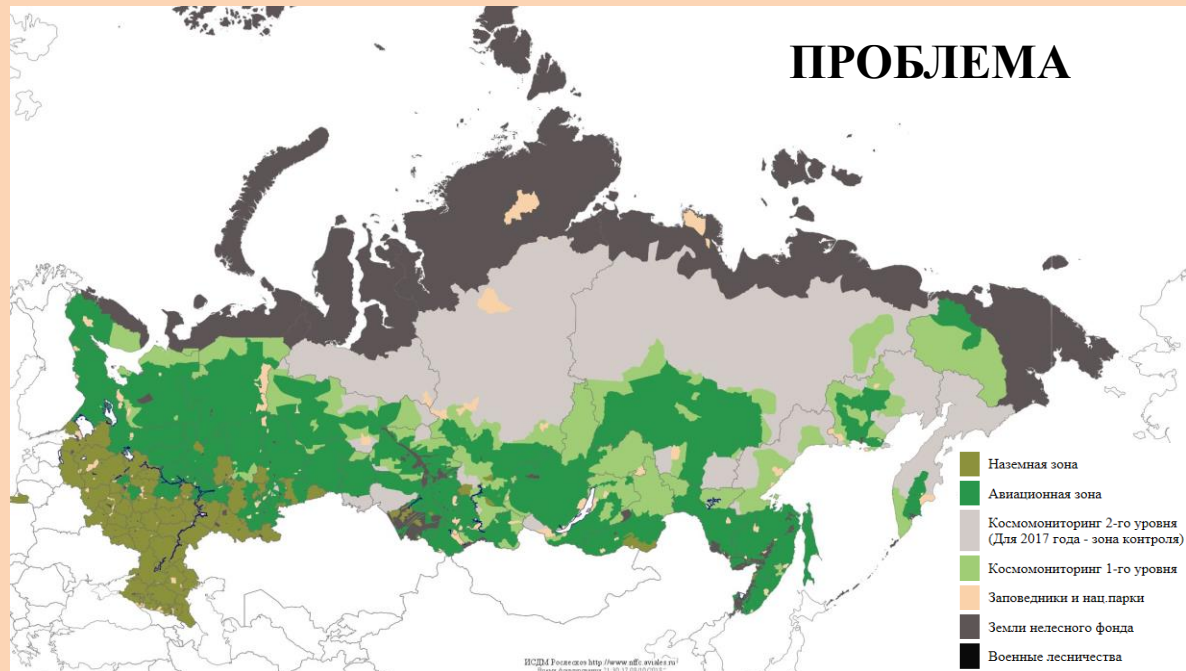 ПРОБЛЕМА
Наземная зона
Авиационная зона
Космомониторинг 2-го уровня
(Для 2017 года - зона контроля)
Космомониторинг 1-го уровня
Заповедники и нац.парки
Земли нелесного фонда
Военные лесничества
ИСДМ Рослесхоз http://www.nffc.aviales.ru